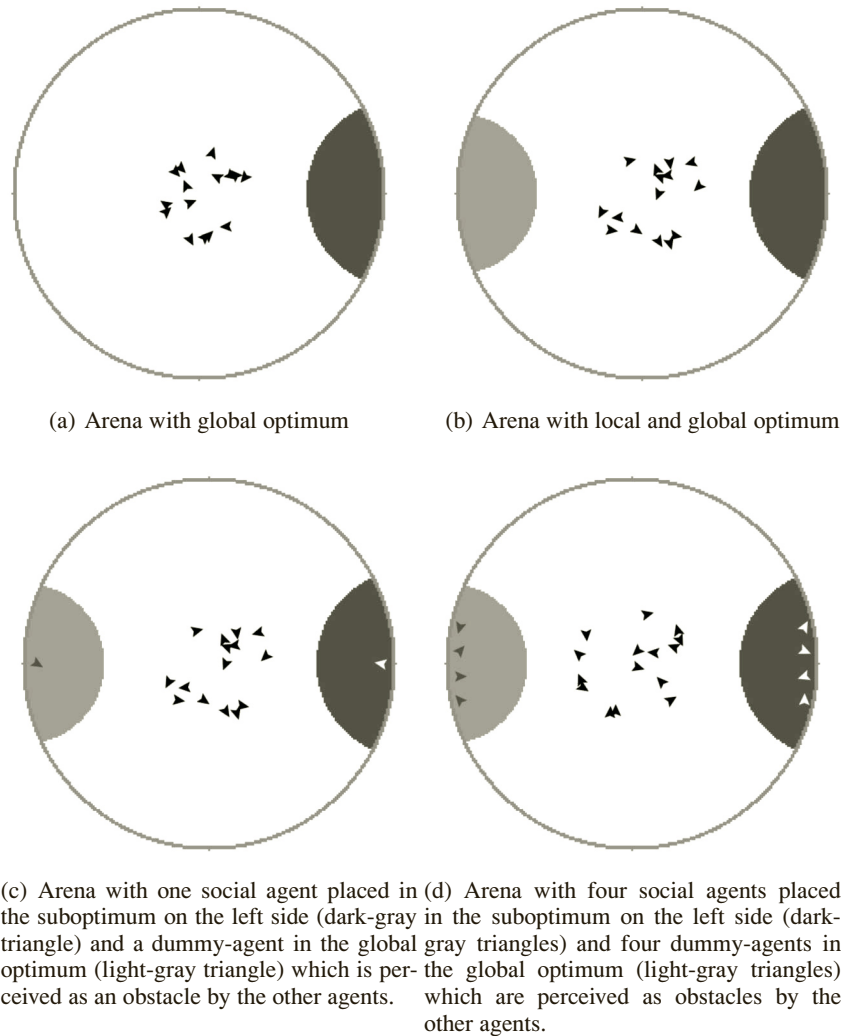 (a) Arena with global optimum
(b) Arena with local and global optimum
(c) Arena with one social agent placed in
the suboptimum on the left side (dark-gray
triangle) and a dummy-agent in the global
optimum (light-gray triangle) which is per-
ceived as an obstacle by the other agents.
(d) Arena with four social agents placed
in the suboptimum on the left side (dark-
gray triangles) and four dummy-agents in
the global optimum (light-gray triangles)
which are perceived as obstacles by the
other agents.